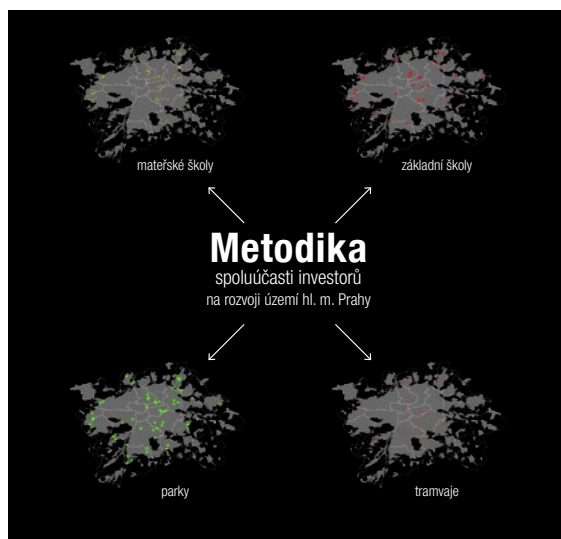 mateřské školy
základní školy
Metodika
spoluúčasti investorů
na rozvoji území hl. m. Prahy
parky
tramvaje